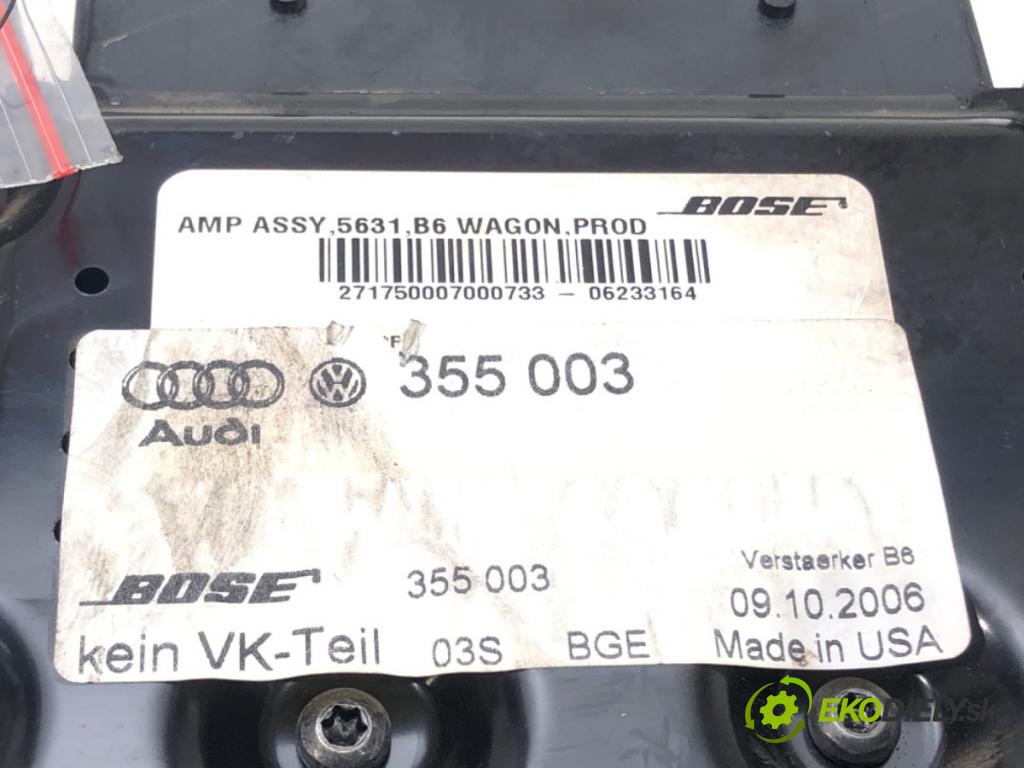 BOSE
AMP ASSY,5631,B6 WAGON,PROD
271750007000733 - 06233164
355 003
Audi
BOSE 355 003 Verstaerker B6
09.10.2006
kein VK-Teil 03S BGE Made in USA
EKODIELY.sk